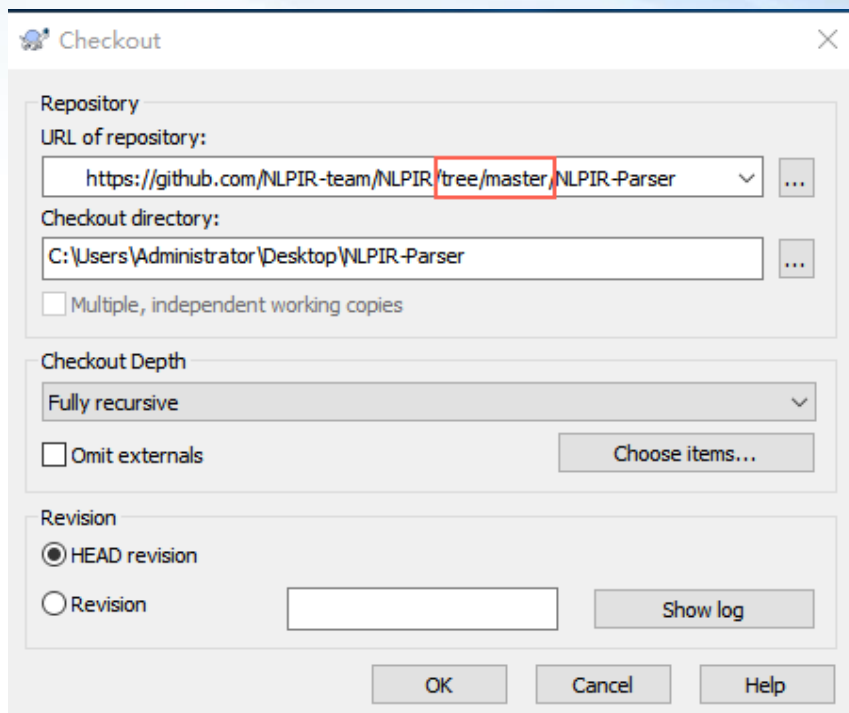 Checkout
Repository
URL of repository:
https://github.com/NLPIR-team/NLPIR/tree/master/NLPIR-Parser
...
Checkout directory:
C:\Users\Administrator\Desktop\NLPIR-Parser
...
Multiple, independent working copies
Checkout Depth
Fully recursive
Omit externals
Choose items...
Revision
HEAD revision
Revision
Show log
OK Cancel Help